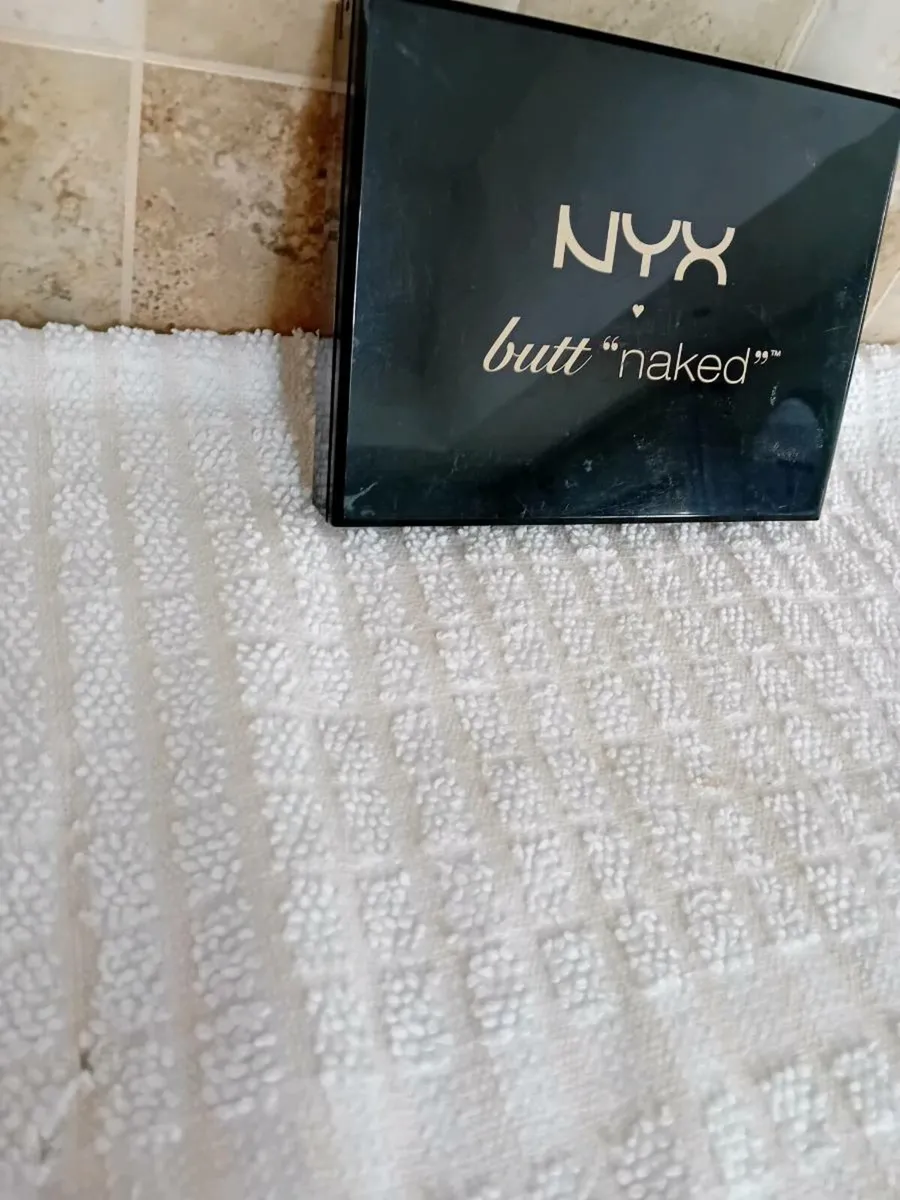 NYX
butt “naked”™